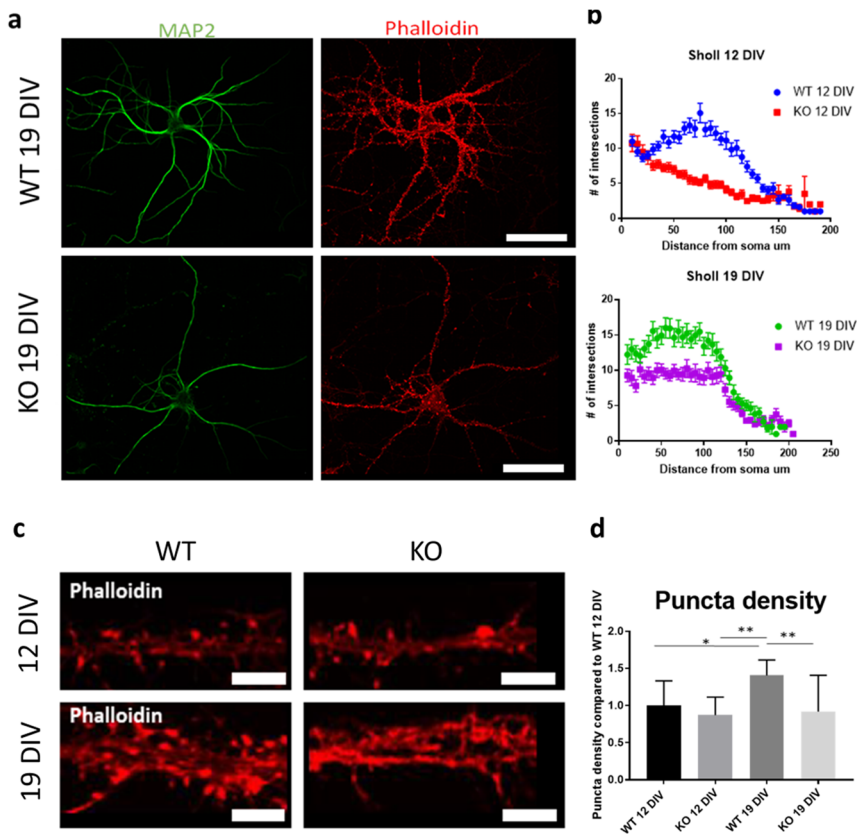 a
MAP2
Phalloidin
WT 19 DIV
KO 19 DIV
b
Sholl 12 DIV
# of intersections
20
15
10
5
0
0 50 100 150 200
Distance from soma um
WT 12 DIV
KO 12 DIV
Sholl 19 DIV
# of intersections
20
15
10
5
0
0 50 100 150 200 250
Distance from soma um
WT 19 DIV
KO 19 DIV
c
WT
KO
12 DIV
Phalloidin
19 DIV
Phalloidin
d
Puncta density
Puncta density compared to WT 12 DIV
2.0
1.5
1.0
0.5
0.0
*
**
**
WT 12 DIV
KO 12 DIV
WT 19 DIV
KO 19 DIV